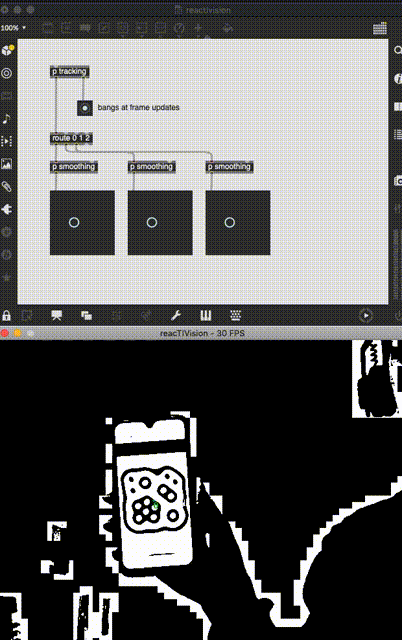 reactivision
100%
p tracking
bangs at frame updates
route 0 1 2
p smoothing p smoothing p smoothing
reacTIVision - 30 FPS